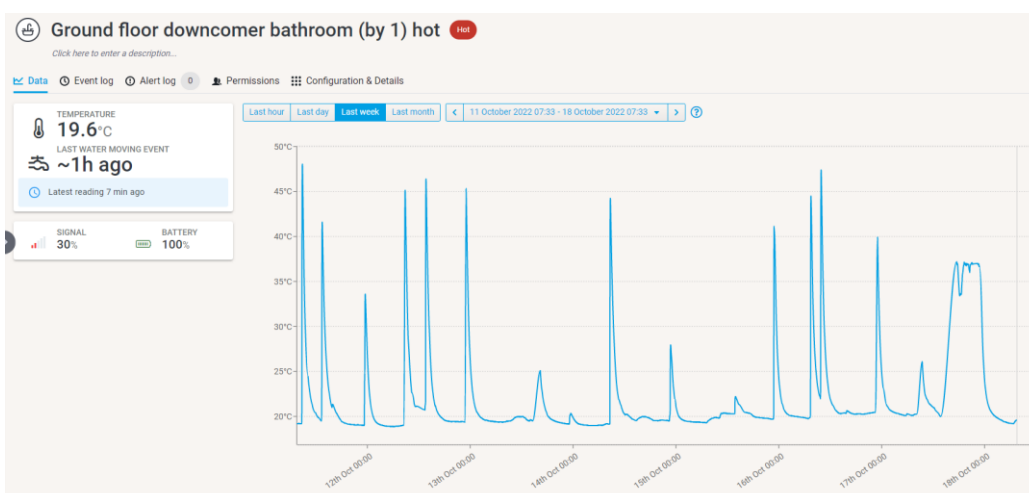 Ground floor downcomer bathroom (by 1) hot Hot
Click here to enter a description...
Data Event log Alert log 0 Permissions Configuration & Details
TEMPERATURE
19.6°C
LAST WATER MOVING EVENT
~1h ago
Latest reading 7 min ago
SIGNAL
30%
BATTERY
100%
Last hour Last day Last week Last month < 11 October 2022 07:33 - 18 October 2022 07:33 >
50°C
45°C
40°C
35°C
30°C
25°C
20°C
12th Oct 00:00
13th Oct 00:00
14th Oct 00:00
15th Oct 00:00
16th Oct 00:00
17th Oct 00:00
18th Oct 00:00